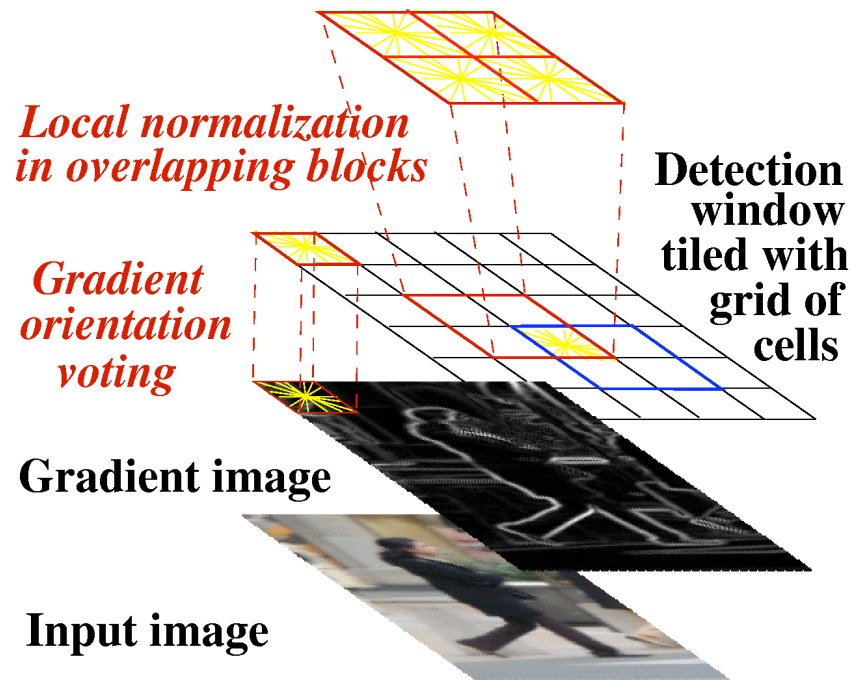 Local normalization
in overlapping blocks
Detection
window
tiled with
grid of
cells
Gradient
orientation
voting
Gradient image
Input image